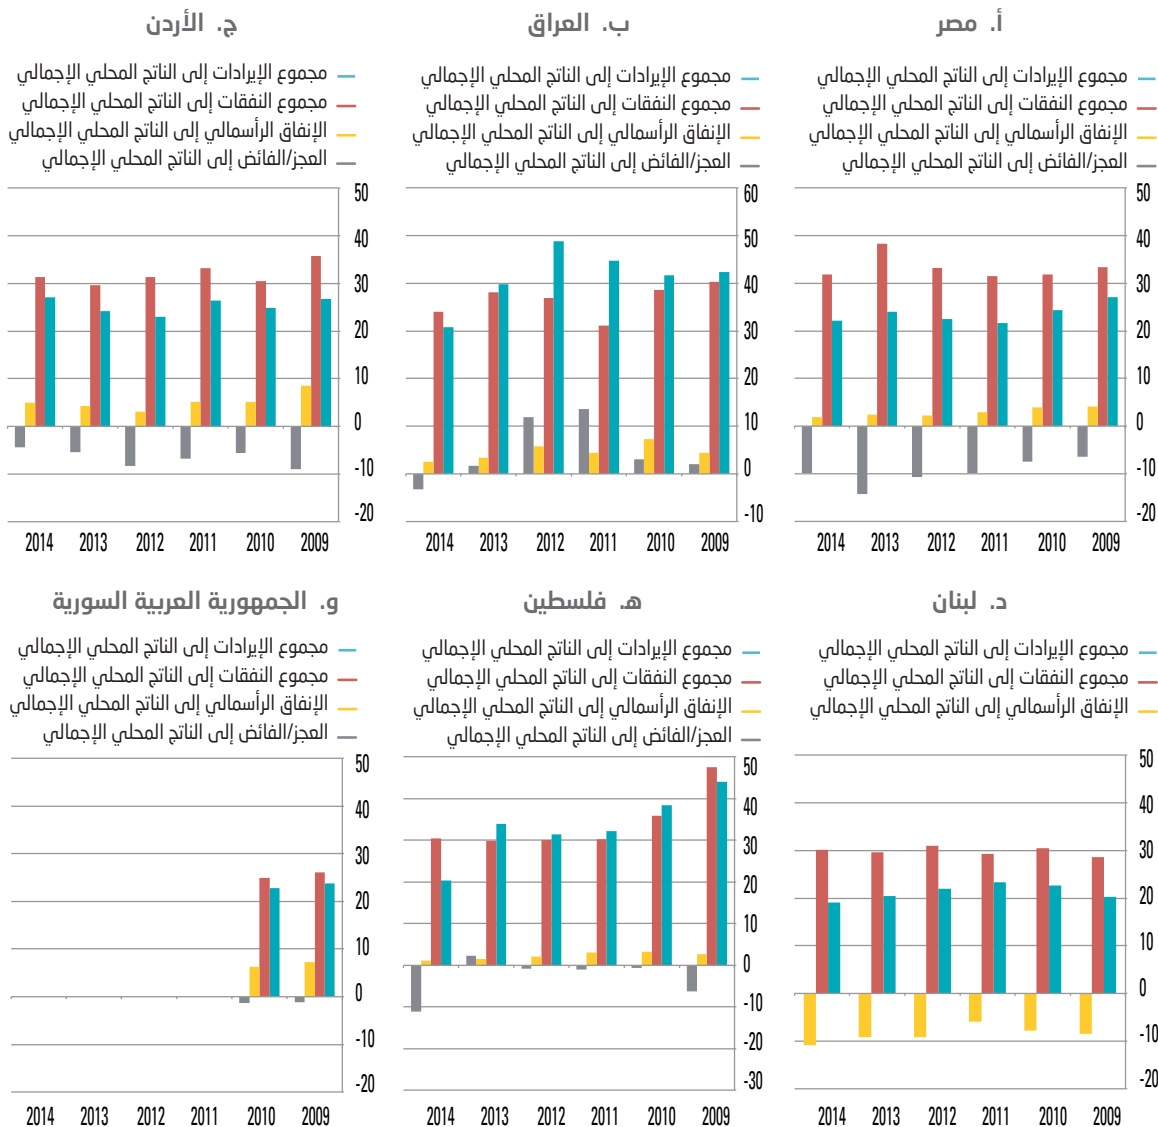 أ. مصر
مجموع الإيرادات إلى الناتج المحلي الإجمالي
مجموع النفقات إلى الناتج المحلي الإجمالي
الإنفاق الرأسمالي إلى الناتج المحلي الإجمالي
العجز/الفائض إلى الناتج المحلي الإجمالي
50
40
30
20
10
0
-10
-20
2014 2013 2012 2011 2010 2009
ب. العراق
مجموع الإيرادات إلى الناتج المحلي الإجمالي
مجموع النفقات إلى الناتج المحلي الإجمالي
الإنفاق الرأسمالي إلى الناتج المحلي الإجمالي
العجز/الفائض إلى الناتج المحلي الإجمالي
60
50
40
30
20
10
0
-10
2014 2013 2012 2011 2010 2009
ج. الأردن
مجموع الإيرادات إلى الناتج المحلي الإجمالي
مجموع النفقات إلى الناتج المحلي الإجمالي
الإنفاق الرأسمالي إلى الناتج المحلي الإجمالي
العجز/الفائض إلى الناتج المحلي الإجمالي
50
40
30
20
10
0
-10
-20
2014 2013 2012 2011 2010 2009
د. لبنان
مجموع الإيرادات إلى الناتج المحلي الإجمالي
مجموع النفقات إلى الناتج المحلي الإجمالي
الإنفاق الرأسمالي إلى الناتج المحلي الإجمالي
50
40
30
20
10
0
-10
-20
2014 2013 2012 2011 2010 2009
ه. فلسطين
مجموع الإيرادات إلى الناتج المحلي الإجمالي
مجموع النفقات إلى الناتج المحلي الإجمالي
الإنفاق الرأسمالي إلى الناتج المحلي الإجمالي
العجز/الفائض إلى الناتج المحلي الإجمالي
50
40
30
20
10
0
-10
-20
-30
2014 2013 2012 2011 2010 2009
و. الجمهورية العربية السورية
مجموع الإيرادات إلى الناتج المحلي الإجمالي
مجموع النفقات إلى الناتج المحلي الإجمالي
الإنفاق الرأسمالي إلى الناتج المحلي الإجمالي
العجز/الفائض إلى الناتج المحلي الإجمالي
50
40
30
20
10
0
-10
-20
2014 2013 2012 2011 2010 2009